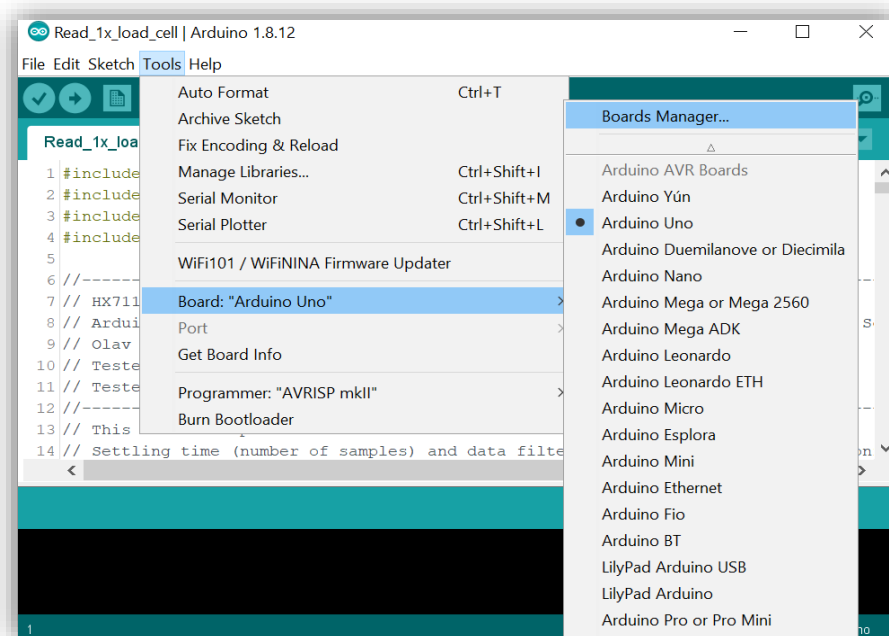 Read_1x_load_cell | Arduino 1.8.12
File Edit Sketch Tools Help
Read_1x_loa
1 #include
2 #include
3 #include
4 #include
5
6 //------
7 // HX711
8 // Ardui
9 // Olav
10 // Teste
11 // Teste
12 //------
13 // This
14 // Settling time (number of samples) and data filte
Auto Format Ctrl+T
Archive Sketch
Fix Encoding & Reload
Manage Libraries... Ctrl+Shift+I
Serial Monitor Ctrl+Shift+M
Serial Plotter Ctrl+Shift+L
WiFi101 / WiFiNINA Firmware Updater
Board: "Arduino Uno"
Port
Get Board Info
Programmer: "AVRISP mkII"
Burn Bootloader
Boards Manager...
Arduino AVR Boards
Arduino Yún
Arduino Uno
Arduino Duemilanove or Diecimila
Arduino Nano
Arduino Mega or Mega 2560
Arduino Mega ADK
Arduino Leonardo
Arduino Leonardo ETH
Arduino Micro
Arduino Esplora
Arduino Mini
Arduino Ethernet
Arduino Fio
Arduino BT
LilyPad Arduino USB
LilyPad Arduino
Arduino Pro or Pro Mini
1